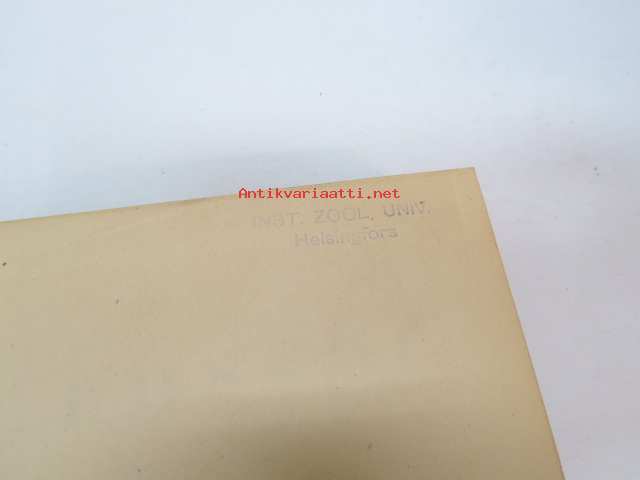 Antikvariaatti.net
INST. ZOOL. UNIV.
Helsingfors